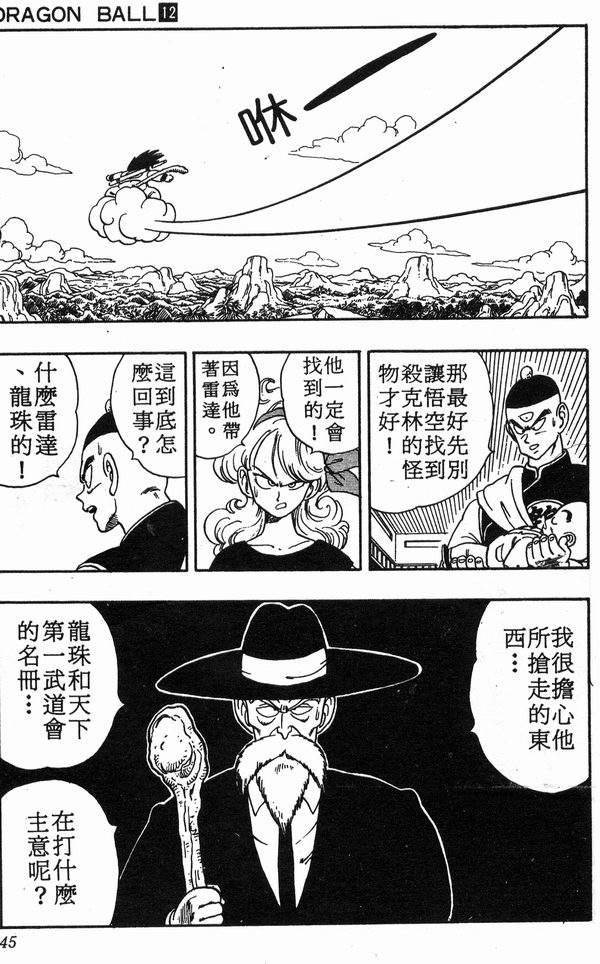 DRAGON BALL 12
咻
那最好先別
讓悟空找到
殺克林的怪
物才好！
他一定會
找到的！
因爲他帶
著雷達。
這到底怎
麼回事？
什麼雷達
、龍珠的！
我很擔心他
所搶走的東
西…
龍珠和天下
第一武道會
的名冊…
在打什麼
主意呢？
45